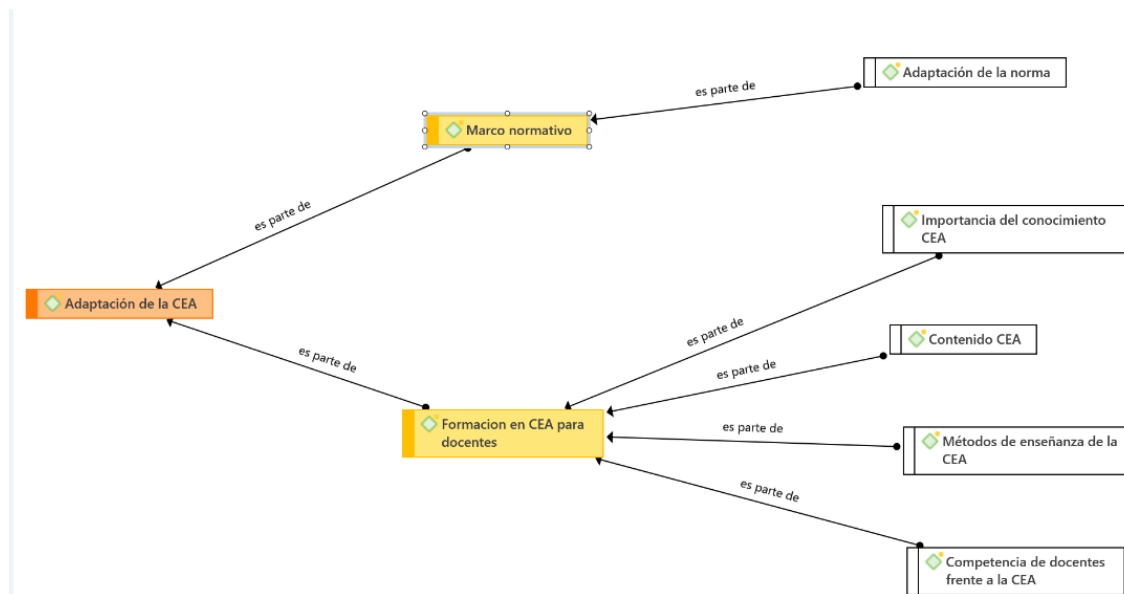 Adaptación de la norma
es parte de
Marco normativo
es parte de
Importancia del conocimiento
CEA
Adaptación de la CEA
es parte de
Contenido CEA
es parte de
es parte de
Formacion en CEA para
docentes
es parte de
Métodos de enseñanza de la
CEA
es parte de
Competencia de docentes
frente a la CEA